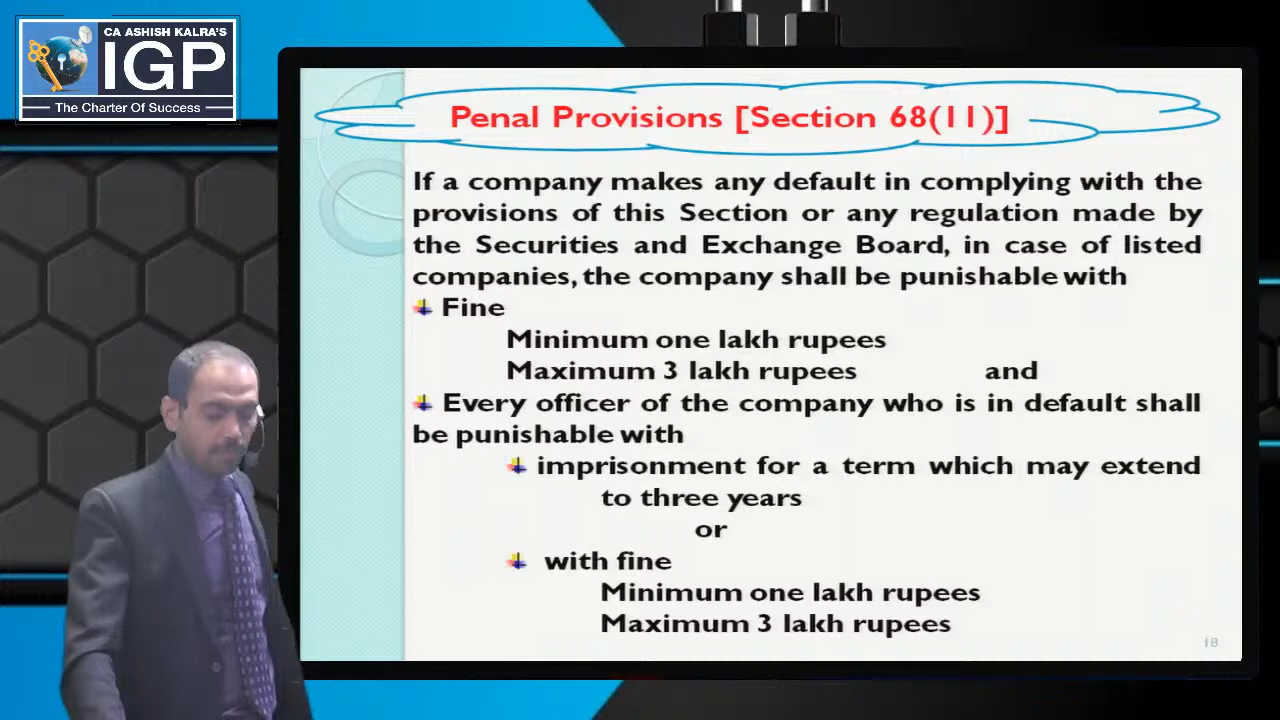 CA ASHISH KALRA'S
IGP
The Charter Of Success
Penal Provisions [Section 68(11)]
If a company makes any default in complying with the
provisions of this Section or any regulation made by
the Securities and Exchange Board, in case of listed
companies, the company shall be punishable with
Fine
Minimum one lakh rupees
Maximum 3 lakh rupees and
Every officer of the company who is in default shall
be punishable with
imprisonment for a term which may extend
to three years
or
with fine
Minimum one lakh rupees
Maximum 3 lakh rupees
18